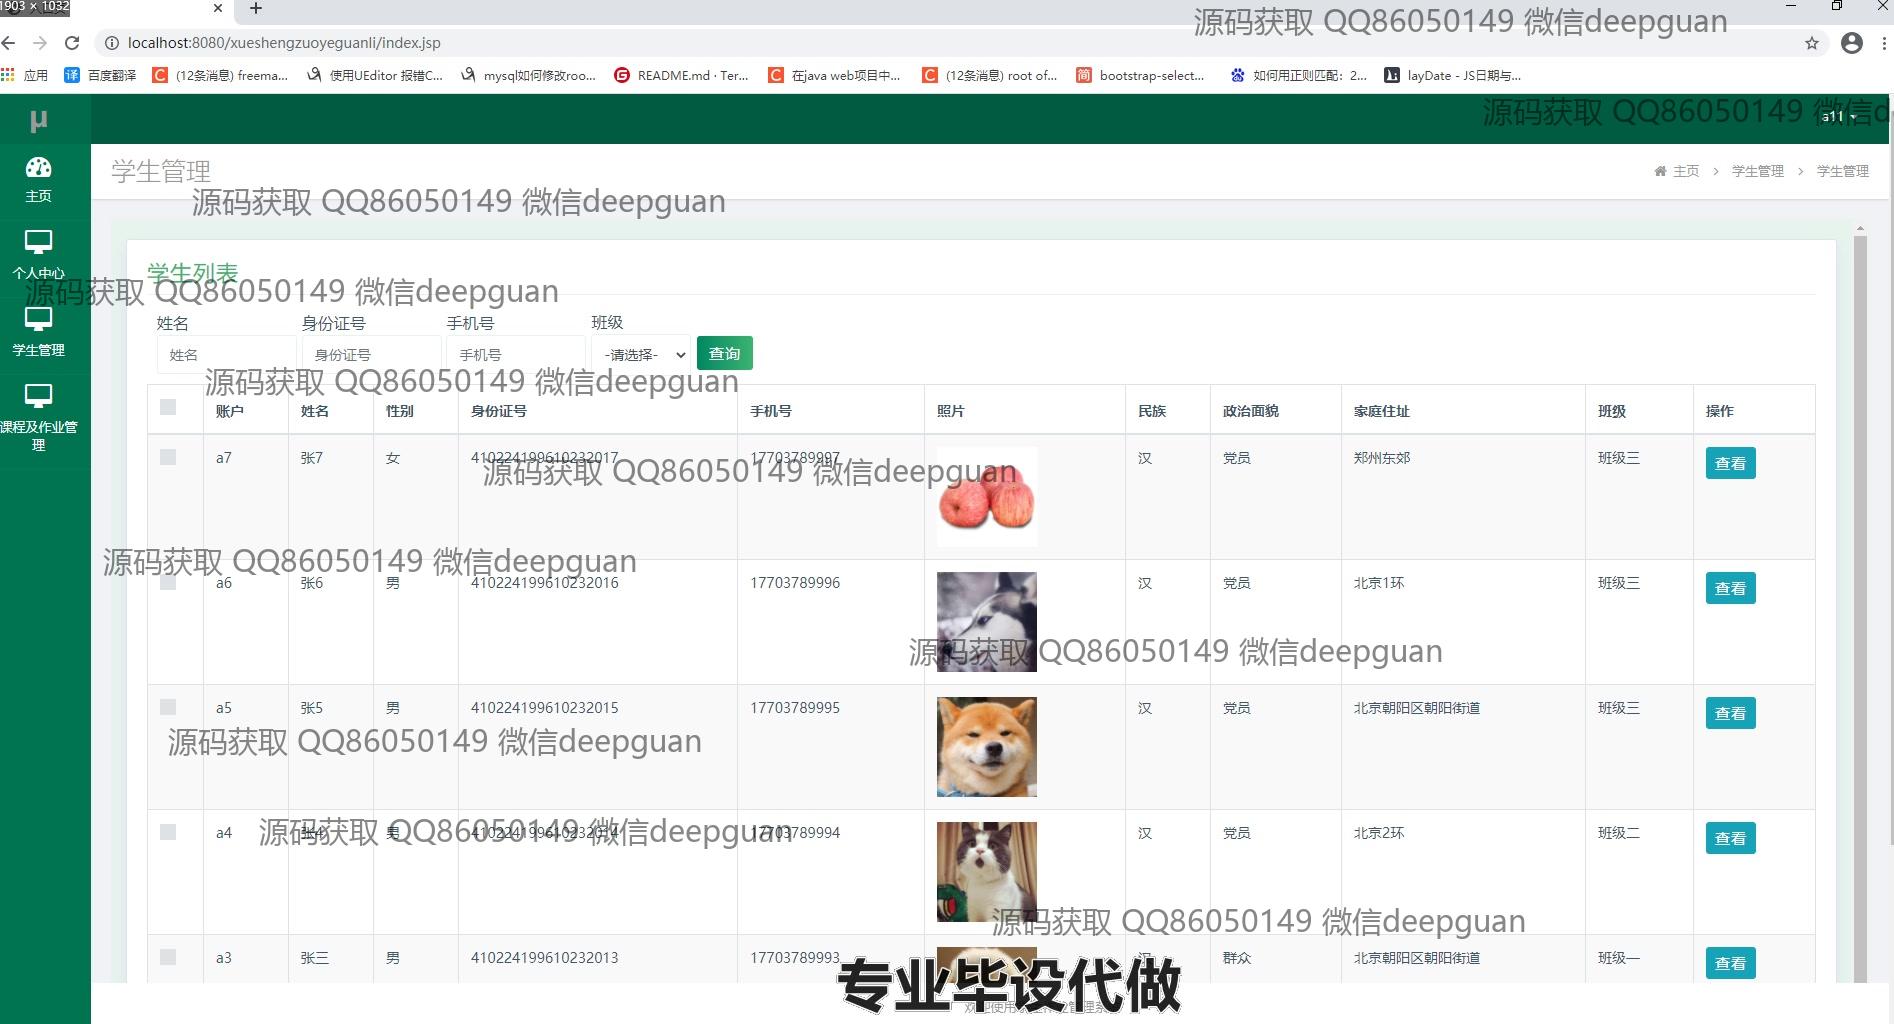 1903 × 1032
源码获取 QQ86050149 微信deepguan
localhost:8080/xueshengzuoyeguanli/index.jsp
应用 百度翻译 (12条消息) freema... 使用UEditor 报错C... mysql如何修改roo... README.md · Ter... 在java web项目中... (12条消息) root of... bootstrap-select... 如何用正则匹配：2... layDate - JS日期与...
μ
源码获取 QQ86050149 微信d
a11
主页
学生管理
主页 > 学生管理 > 学生管理
源码获取 QQ86050149 微信deepguan
个人中心
学生列表
源码获取 QQ86050149 微信deepguan
学生管理
姓名 身份证号 手机号 班级
姓名 身份证号 手机号 -请选择- 查询
源码获取 QQ86050149 微信deepguan
课程及作业管
理
账户 姓名 性别 身份证号 手机号 照片 民族 政治面貌 家庭住址 班级 操作
a7 张7 女 410224199610232017 17703789997 汉 党员 郑州东郊 班级三 查看
源码获取 QQ86050149 微信deepguan
源码获取 QQ86050149 微信deepguan
a6 张6 男 410224199610232016 17703789996 汉 党员 北京1环 班级三 查看
源码获取 QQ86050149 微信deepguan
a5 张5 男 410224199610232015 17703789995 汉 党员 北京朝阳区朝阳街道 班级三 查看
源码获取 QQ86050149 微信deepguan
a4 张4 男 410224199610232014 17703789994 汉 党员 北京2环 班级二 查看
源码获取 QQ86050149 微信deepguan
源码获取 QQ86050149 微信deepguan
a3 张三 男 410224199610232013 17703789993 汉 群众 北京朝阳区朝阳街道 班级一 查看
专业毕设代做